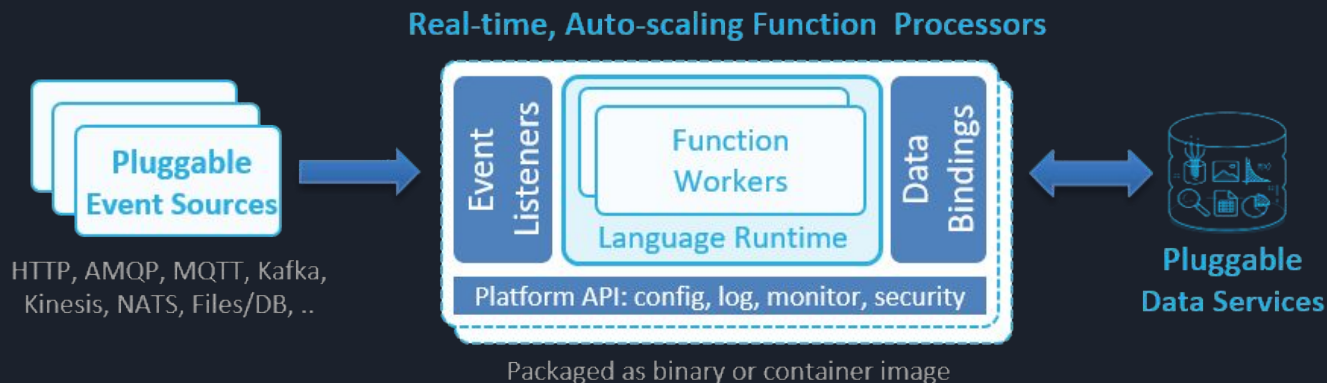 Real-time, Auto-scaling Function Processors
Pluggable
Event Sources
HTTP, AMQP, MQTT, Kafka,
Kinesis, NATS, Files/DB, ..
Event
Listeners
Function
Workers
Language Runtime
Data
Bindings
Platform API: config, log, monitor, security
Packaged as binary or container image
Pluggable
Data Services